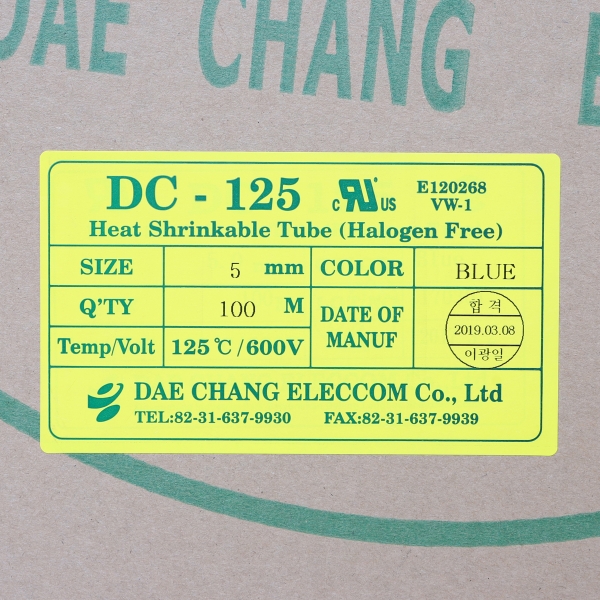 DAE CHANG
DC - 125
c RU US
E120268
VW-1
Heat Shrinkable Tube (Halogen Free)
SIZE 5 mm COLOR BLUE
Q'TY 100 M
DATE OF MANUF
합격
2019.03.08
이광일
Temp/Volt 125℃/600V
DAE CHANG ELECCOM Co., Ltd
TEL:82-31-637-9930 FAX:82-31-637-9939